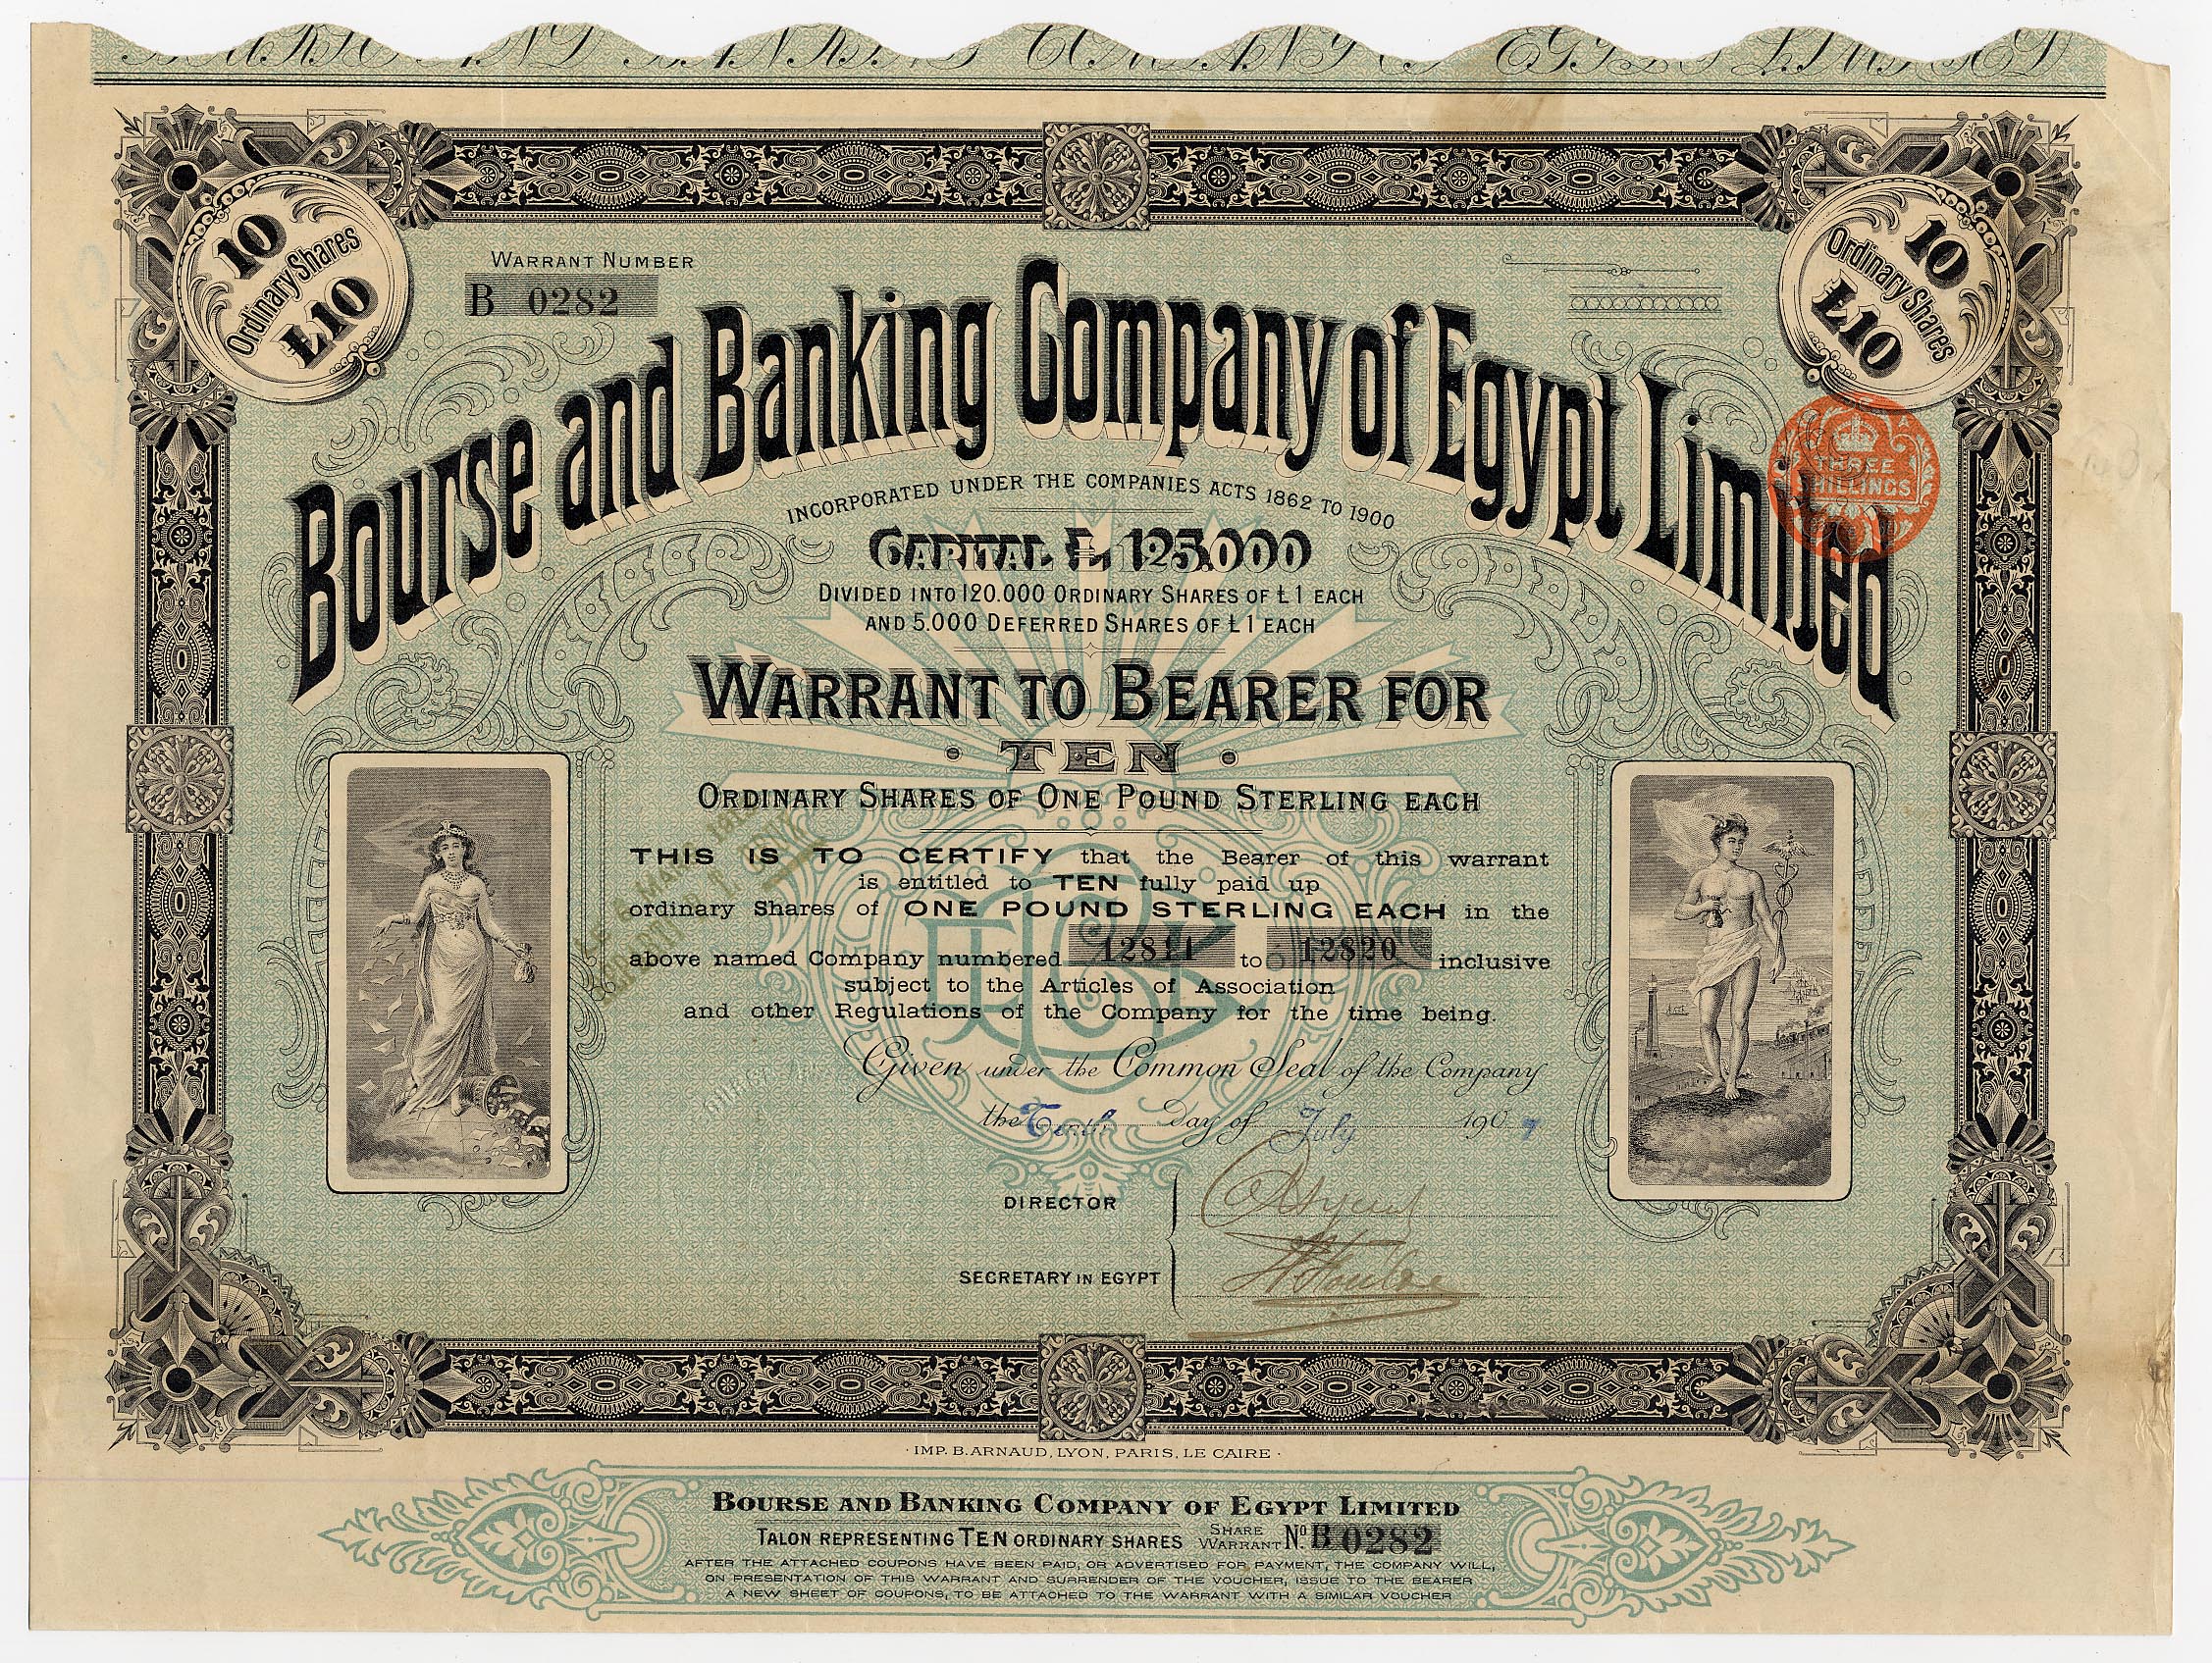 10
Ordinary Shares
£10
10
Ordinary Shares
£10
WARRANT NUMBER
B 0282
Bourse and Banking Company of Egypt Limited
THREE
SHILLINGS
INCORPORATED UNDER THE COMPANIES ACTS 1862 TO 1900
CAPITAL £ 125.000
DIVIDED INTO 120.000 ORDINARY SHARES OF £1 EACH
AND 5.000 DEFERRED SHARES OF £1 EACH
WARRANT TO BEARER FOR
· TEN ·
ORDINARY SHARES OF ONE POUND STERLING EACH
THIS IS TO CERTIFY that the Bearer of this warrant
is entitled to TEN fully paid up
ordinary Shares of ONE POUND STERLING EACH in the
above named Company numbered 12811 to 12820 inclusive
subject to the Articles of Association
and other Regulations of the Company for the time being.
Given under the Common Seal of the Company
the Tenth Day of July 1907
DIRECTOR
SECRETARY IN EGYPT
· IMP. B. ARNAUD, LYON, PARIS, LE CAIRE ·
BOURSE AND BANKING COMPANY OF EGYPT LIMITED
TALON REPRESENTING TEN ORDINARY SHARES SHARE WARRANT No. B 0282
AFTER THE ATTACHED COUPONS HAVE BEEN PAID, OR ADVERTISED FOR PAYMENT, THE COMPANY WILL,
ON PRESENTATION OF THIS WARRANT AND SURRENDER OF THE VOUCHER, ISSUE TO THE BEARER
A NEW SHEET OF COUPONS, TO BE ATTACHED TO THE WARRANT WITH A SIMILAR VOUCHER